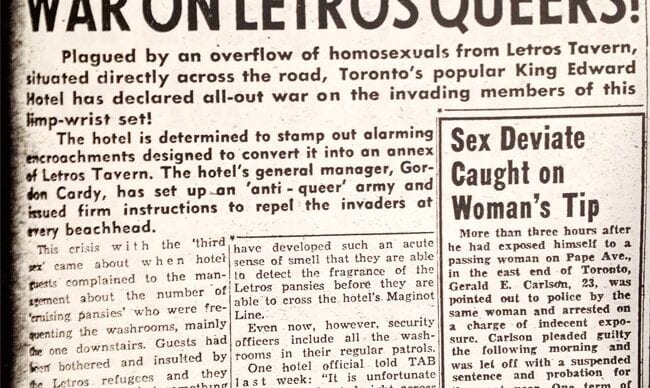 WAR ON LETROS QUEERS!
Plagued by an overflow of homosexuals from Letros Tavern,
situated directly across the road, Toronto's popular King Edward
Hotel has declared all-out war on the invading members of this
limp-wrist set!
The hotel is determined to stamp out alarming
encroachments designed to convert it into an annex
of Letros Tavern. The hotel's general manager, Gor-
don Cardy, has set up an 'anti-queer' army and
issued firm instructions to repel the invaders at
every beachhead.
This crisis with the 'third
sex' came about when hotel
guests complained to the man-
agement about the number of
'cruising pansies' who were fre-
quenting the washrooms, mainly
the one downstairs. Guests had
been bothered and insulted by
the Letros refugees and they
something
have developed such an acute
sense of smell that they are able
to detect the fragrance of the
Letros pansies before they are
able to cross the hotel's Maginot
Line.
Even now, however, security
officers include all the wash-
rooms in their regular patrols.
One hotel official told TAB
last week: "It is unfortunate
Sex Deviate
Caught on
Woman's Tip
More than three hours after
he had exposed himself to a
passing woman on Pape Ave.,
in the east end of Toronto,
Gerald E. Carlson, 23, was
pointed out to police by the
same woman and arrested on
a charge of indecent expo-
sure. Carlson pleaded guilty
the following morning and
was let off with a suspended
sentence and probation for